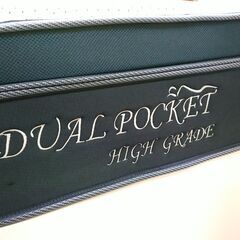 DUAL POCKET
HIGH GRADE